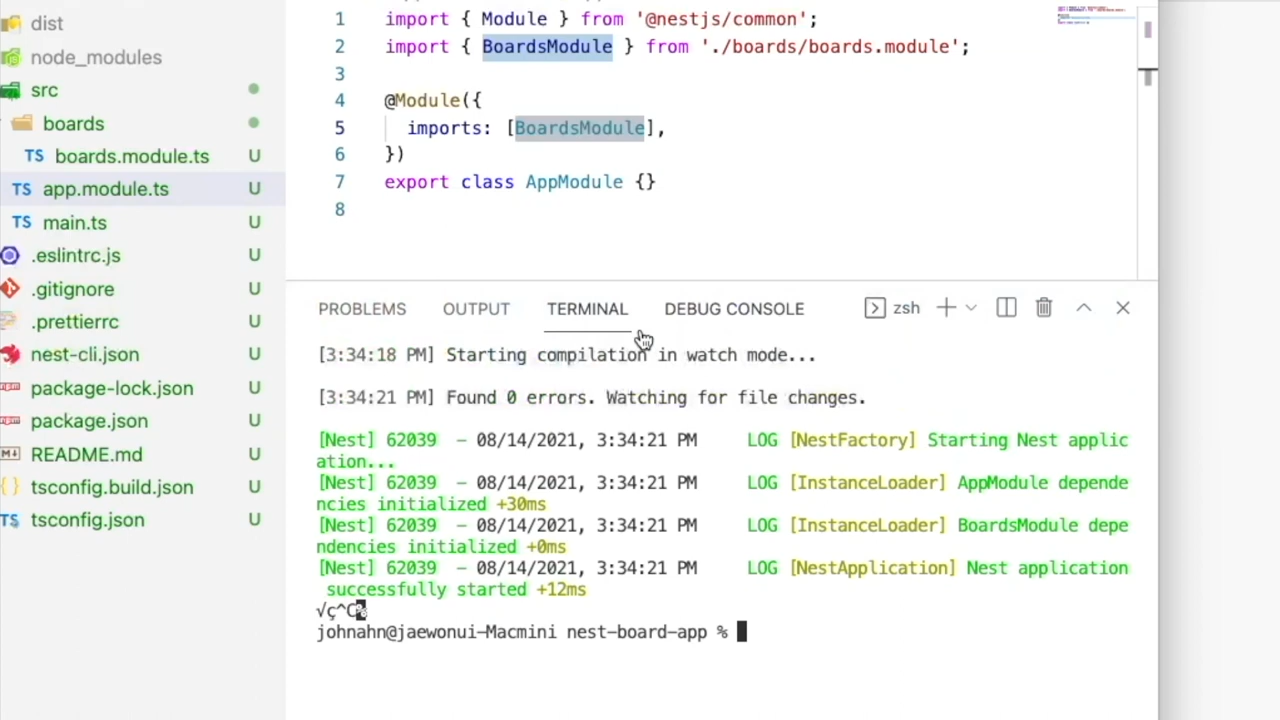 dist
node_modules
src
boards
TS boards.module.ts U
TS app.module.ts U
TS main.ts U
.eslintrc.js U
.gitignore U
.prettierrc U
nest-cli.json U
npm package-lock.json U
npm package.json U
README.md U
{} tsconfig.build.json U
TS tsconfig.json U
1 import { Module } from '@nestjs/common';
2 import { BoardsModule } from './boards/boards.module';
3
4 @Module({
5 imports: [BoardsModule],
6 })
7 export class AppModule {}
8
PROBLEMS OUTPUT TERMINAL DEBUG CONSOLE zsh
[3:34:18 PM] Starting compilation in watch mode...
[3:34:21 PM] Found 0 errors. Watching for file changes.
[Nest] 62039 - 08/14/2021, 3:34:21 PM LOG [NestFactory] Starting Nest applic
ation...
[Nest] 62039 - 08/14/2021, 3:34:21 PM LOG [InstanceLoader] AppModule depende
ncies initialized +30ms
[Nest] 62039 - 08/14/2021, 3:34:21 PM LOG [InstanceLoader] BoardsModule depe
ndencies initialized +0ms
[Nest] 62039 - 08/14/2021, 3:34:21 PM LOG [NestApplication] Nest application
successfully started +12ms
√ç^C%
johnahn@jaewonui-Macmini nest-board-app %